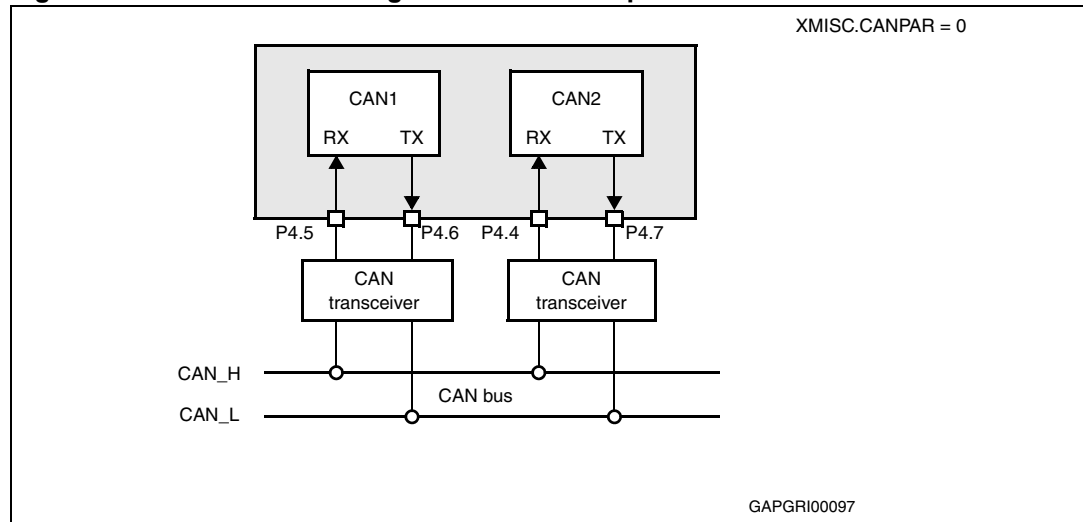 XMISC.CANPAR = 0
CAN1
CAN2
RX TX
RX TX
P4.5
P4.6
P4.4
P4.7
CAN
transceiver
CAN
transceiver
CAN_H
CAN bus
CAN_L
GAPGRI00097